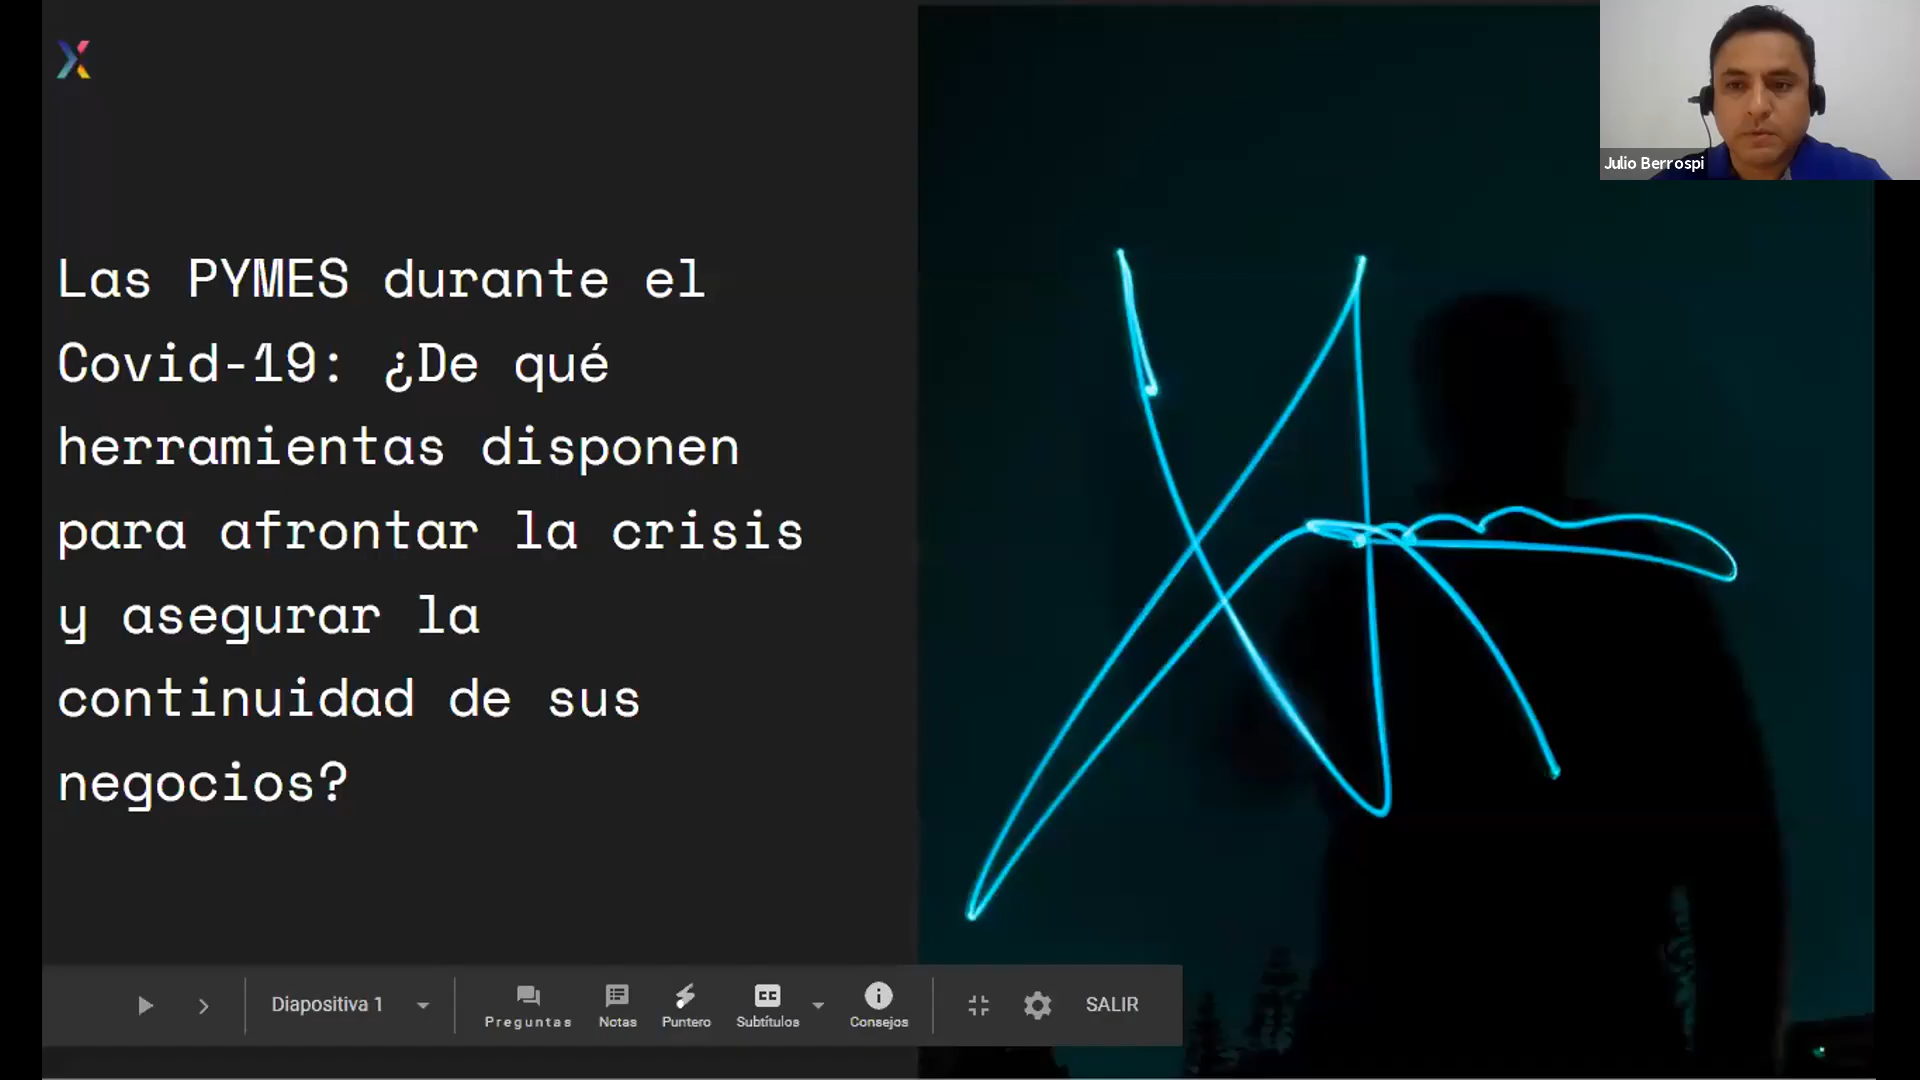 Julio Berrospi
Las PYMES durante el
Covid-19: ¿De qué
herramientas disponen
para afrontar la crisis
y asegurar la
continuidad de sus
negocios?
Diapositiva 1
Preguntas
Notas
Puntero
CC
Subtítulos
Consejos
SALIR